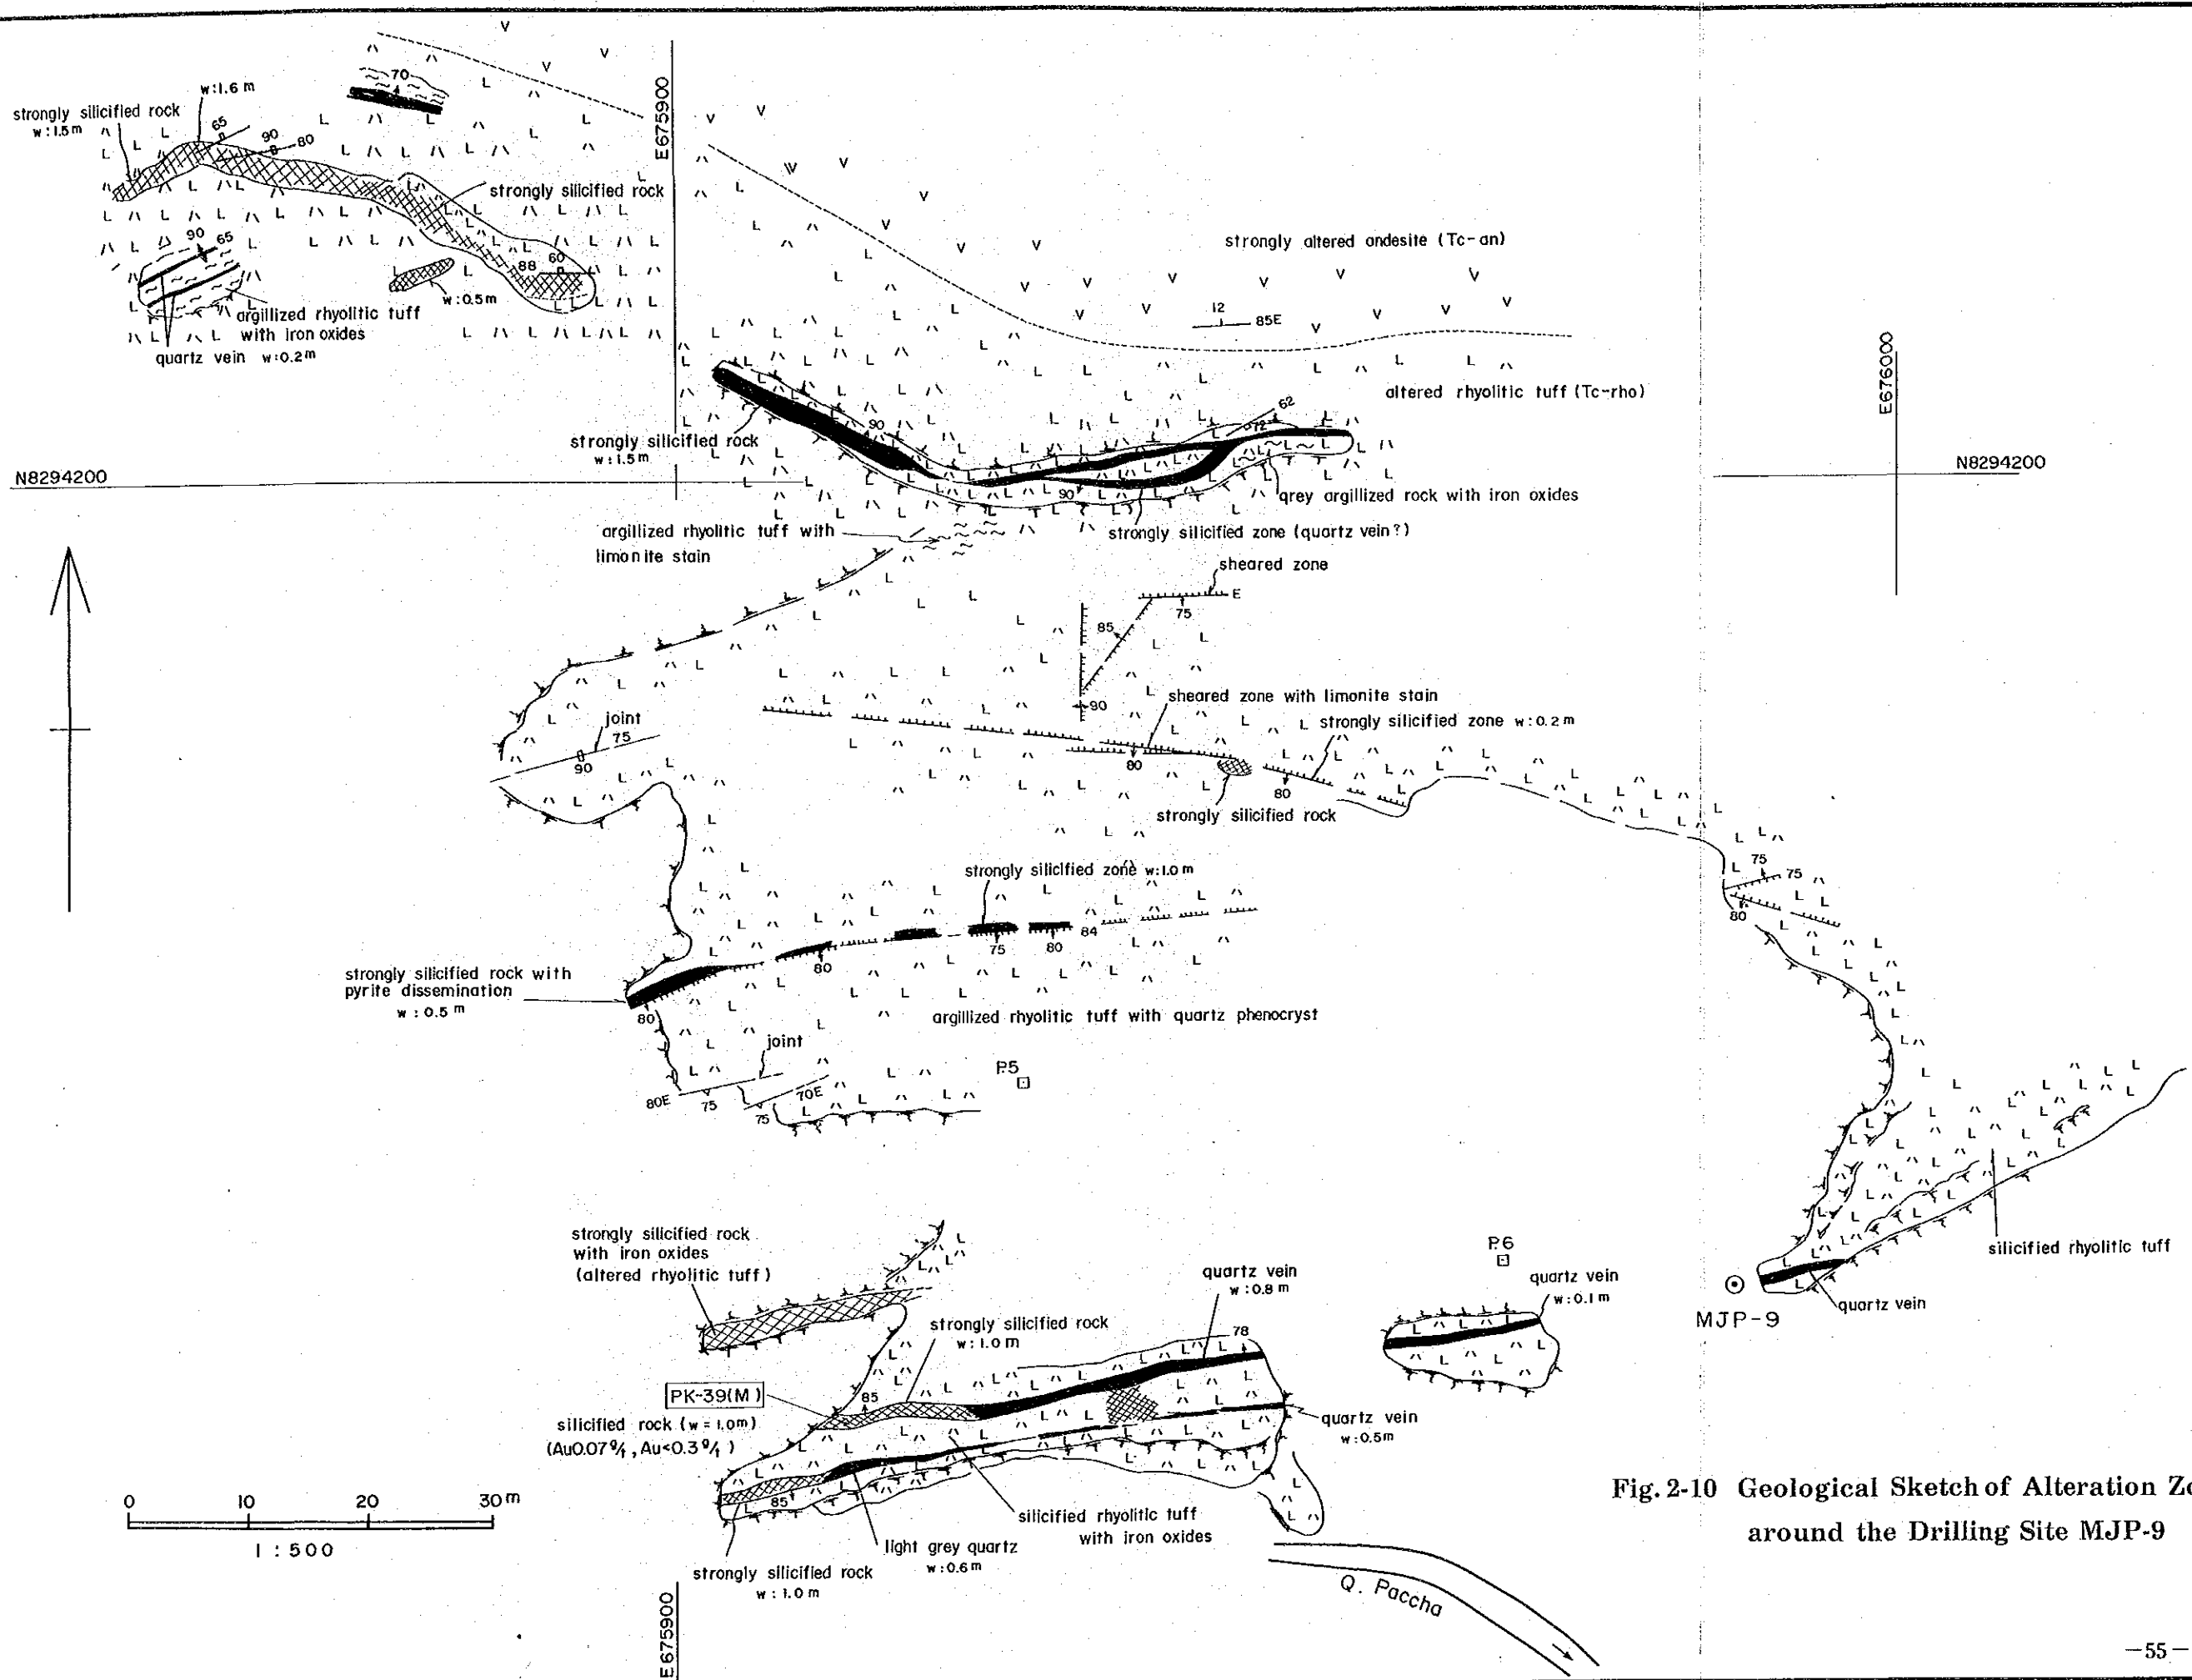 70
w:1.6 m
strongly silicified rock
w:1.5m
65
90
80
E675900
strongly silicified rock
90
65
88
60
w:0.5m
argillized rhyolitic tuff
with iron oxides
quartz vein w:0.2m
strongly altered andesite (Tc-an)
12
85E
altered rhyolitic tuff (Tc-rho)
E676000
62
72
90
strongly silicified rock
w:1.5m
N8294200
N8294200
90
grey argillized rock with iron oxides
argillized rhyolitic tuff with
limonite stain
strongly silicified zone (quartz vein?)
sheared zone
E
75
85
90
sheared zone with limonite stain
strongly silicified zone w:0.2m
joint
75
90
80
80
strongly silicified rock
75
75
80
strongly silicified zone w:1.0m
84
75
80
80
strongly silicified rock with
pyrite dissemination
w:0.5m
80
argillized rhyolitic tuff with quartz phenocryst
joint
P.5
80E
75
70E
75
strongly silicified rock
with iron oxides
(altered rhyolitic tuff)
P.6
quartz vein
w:0.8m
quartz vein
w:0.1m
silicified rhyolitic tuff
MJP-9
quartz vein
strongly silicified rock
w:1.0m
78
PK-39(M)
85
silicified rock (w=1.0m)
(Au0.07g/t, Au<0.3g/t)
quartz vein
w:0.5m
85
silicified rhyolitic tuff
with iron oxides
light grey quartz
w:0.6m
strongly silicified rock
w:1.0m
0 10 20 30m
1:500
Q. Paccha
E675900
Fig. 2-10 Geological Sketch of Alteration Zo
around the Drilling Site MJP-9
—55—